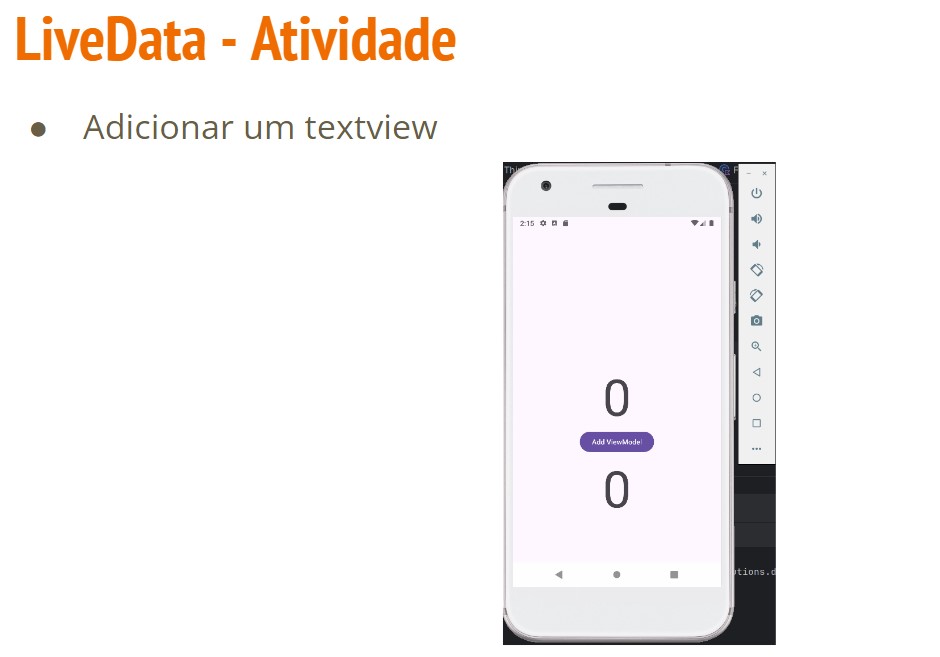 LiveData - Atividade
● Adicionar um textview
2:15
0
Add ViewModel
0